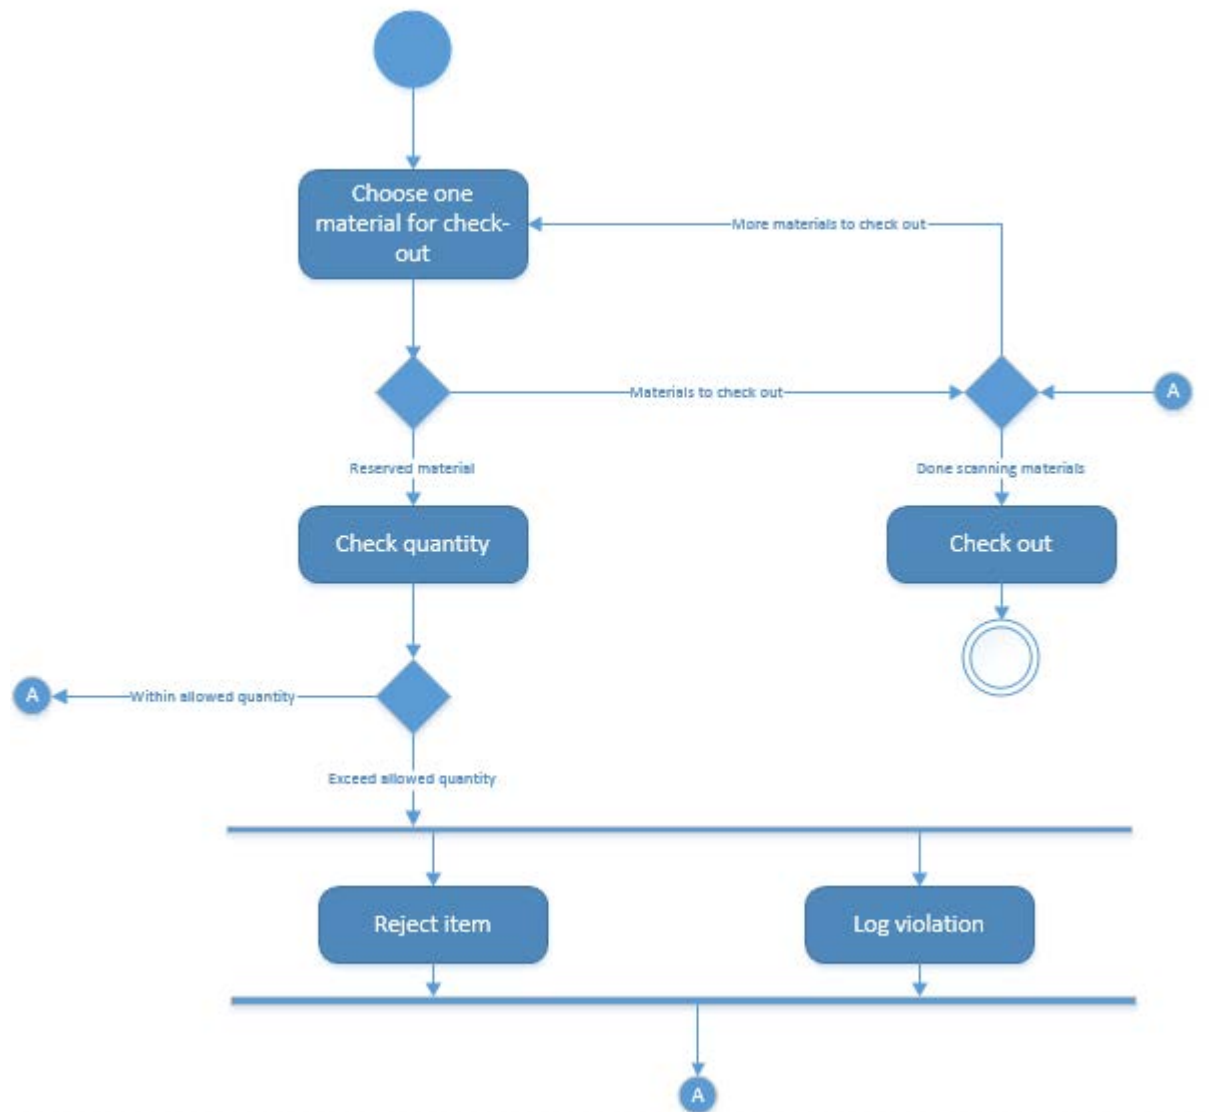 Choose one
material for check-
out
More materials to check out
Materials to check out
A
Reserved material
Done scanning materials
Check quantity
Check out
A
Within allowed quantity
Exceed allowed quantity
Reject item
Log violation
A